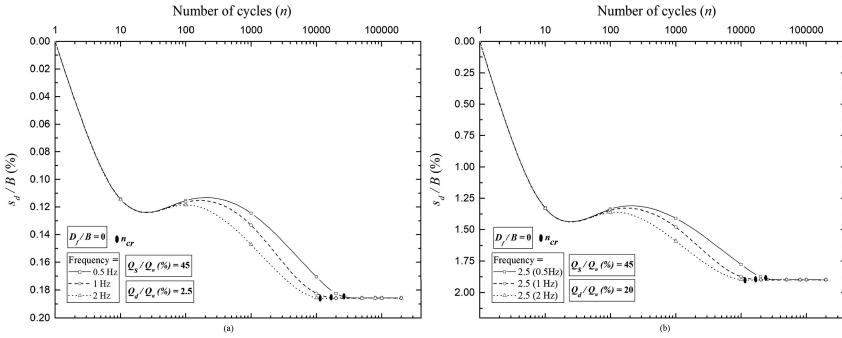 Number of cycles (n)
1 10 100 1000 10000 100000
0.00
0.02
0.04
0.06
0.08
0.10
0.12
0.14
0.16
0.18
0.20
s_d / B (%)
D_f / B = 0
n_cr
Frequency =
0.5 Hz
1 Hz
2 Hz
Q_S / Q_u (%) = 45
Q_d / Q_u (%) = 2.5
(a)
Number of cycles (n)
1 10 100 1000 10000 100000
0.00
0.25
0.50
0.75
1.00
1.25
1.50
1.75
2.00
s_d / B (%)
D_f / B = 0
n_cr
Frequency =
2.5 (0.5Hz)
2.5 (1 Hz)
2.5 (2 Hz)
Q_S / Q_u (%) = 45
Q_d / Q_u (%) = 20
(b)